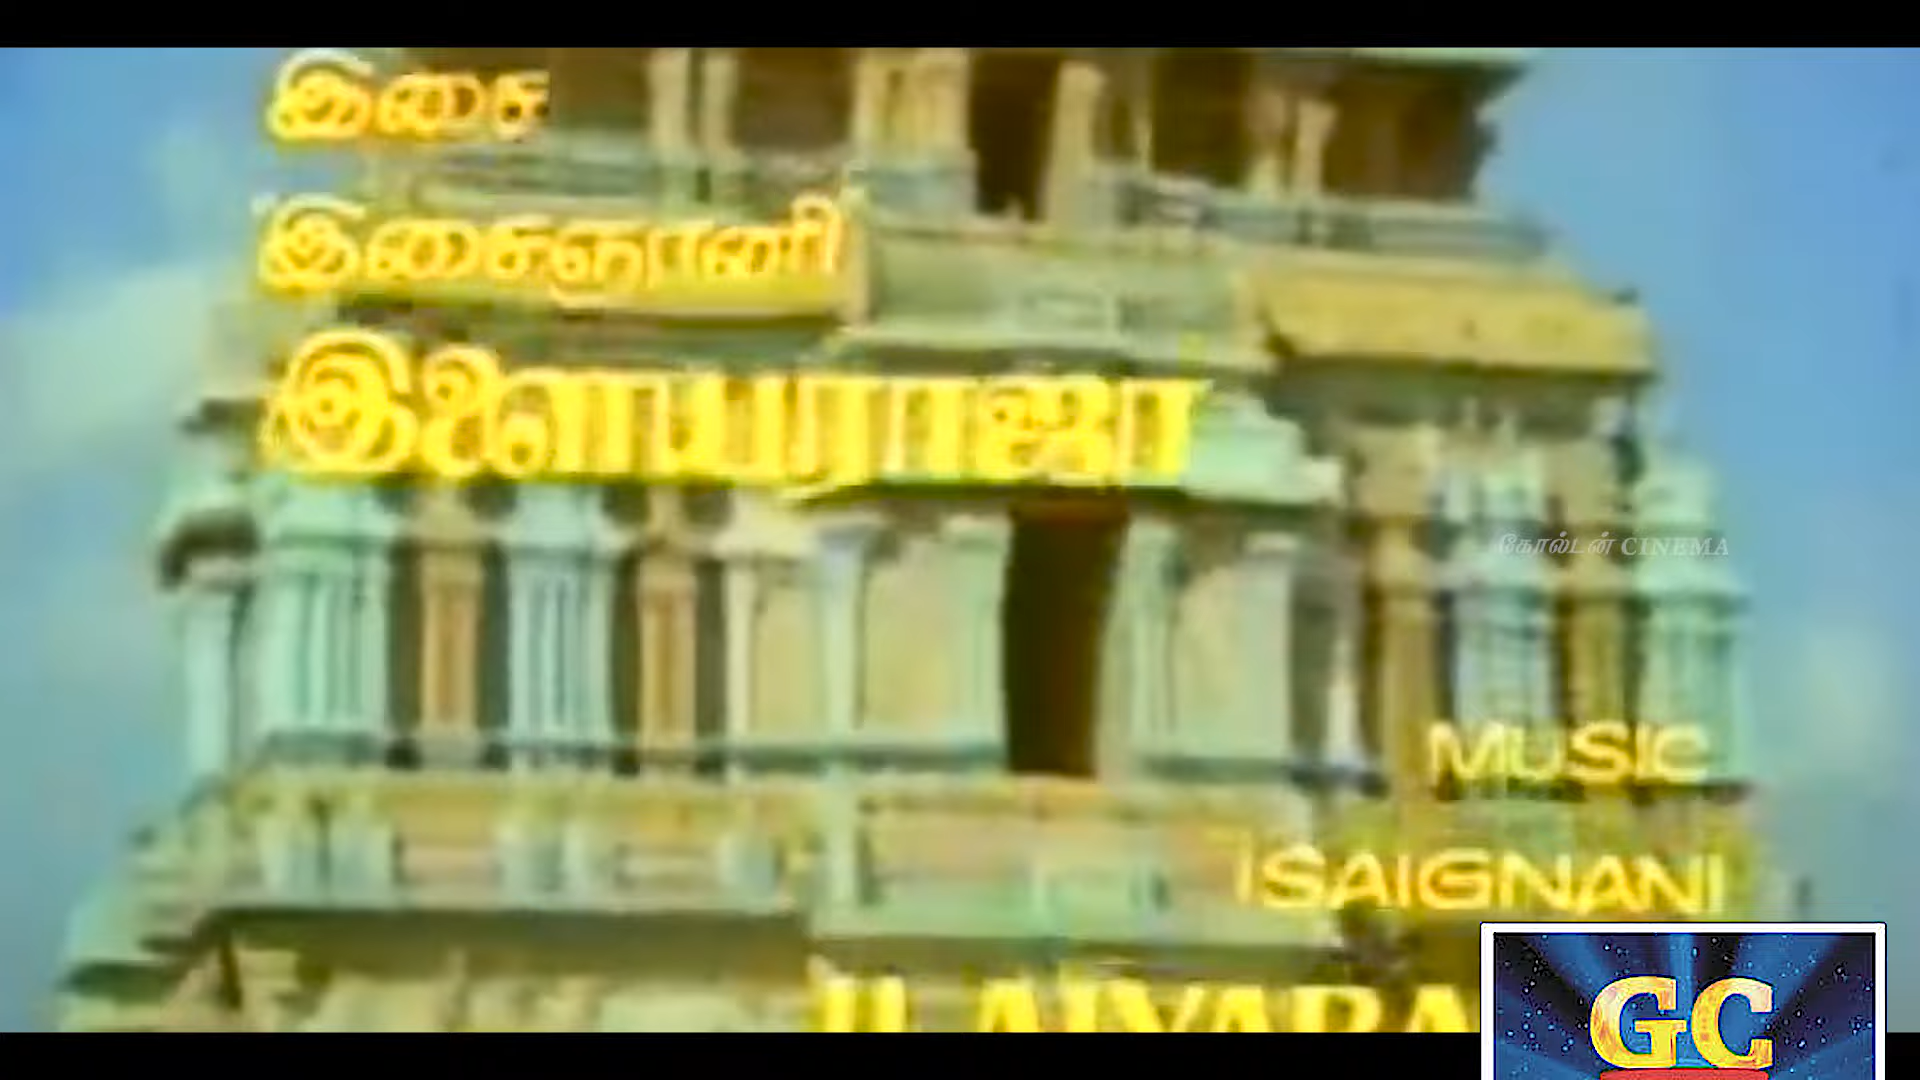 இசை
"இசைஞானி"
இளையராஜா
கோல்டன் CINEMA
MUSIC
"ISAIGNANI
GC